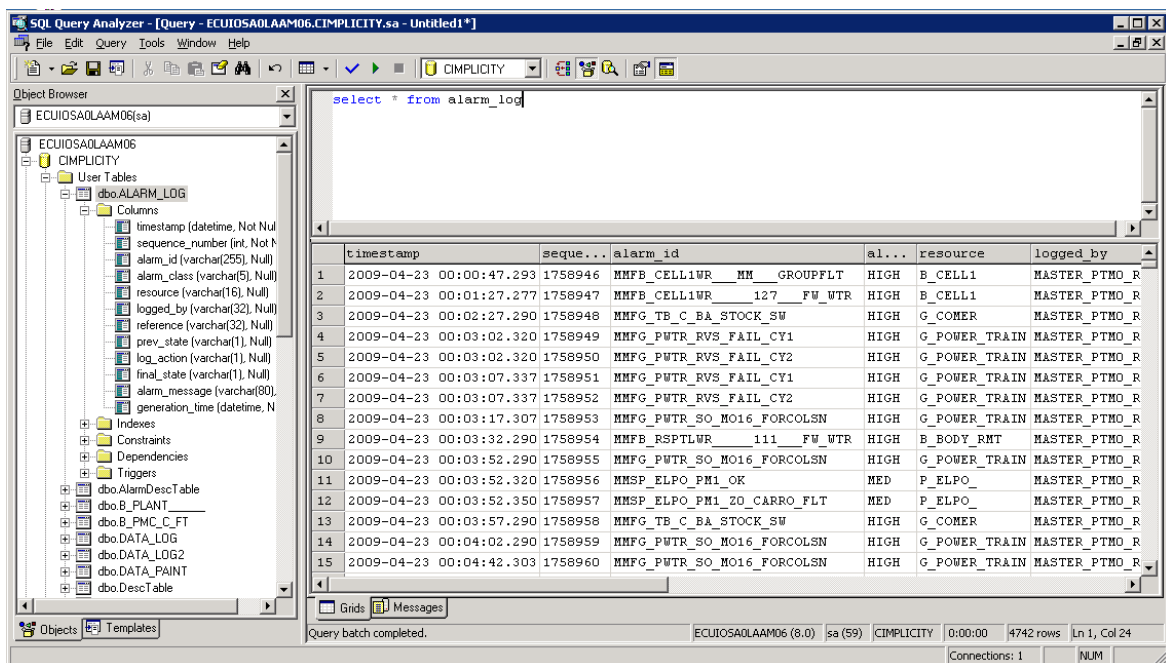 SQL Query Analyzer - [Query - ECUIOSA0LAAM06.CIMPLICITY.sa - Untitled1*]
File Edit Query Tools Window Help
CIMPLICITY
Object Browser
ECUIOSA0LAAM06(sa)
ECUIOSA0LAAM06
CIMPLICITY
User Tables
dbo.ALARM_LOG
Columns
timestamp (datetime, Not Nul
sequence_number (int, Not N
alarm_id (varchar(255), Null)
alarm_class (varchar(5), Null)
resource (varchar(16), Null)
logged_by (varchar(32), Null)
reference (varchar(32), Null)
prev_state (varchar(1), Null)
log_action (varchar(1), Null)
final_state (varchar(1), Null)
alarm_message (varchar(80),
generation_time (datetime, N
Indexes
Constraints
Dependencies
Triggers
dbo.AlarmDescTable
dbo.B_PLANT______
dbo.B_PMC_C_FT
dbo.DATA_LOG
dbo.DATA_LOG2
dbo.DATA_PAINT
dbo.DescTable
Objects Templates
select * from alarm_log
timestamp seque... alarm_id al... resource logged_by
1 2009-04-23 00:00:47.293 1758946 MMFB_CELL1WR___MM___GROUPFLT HIGH B_CELL1 MASTER_PTMO_R
2 2009-04-23 00:01:27.277 1758947 MMFB_CELL1WR_____127___FW_WTR HIGH B_CELL1 MASTER_PTMO_R
3 2009-04-23 00:02:27.290 1758948 MMFG_TB_C_BA_STOCK_SW HIGH G_COMER MASTER_PTMO_R
4 2009-04-23 00:03:02.320 1758949 MMFG_PWTR_RVS_FAIL_CY1 HIGH G_POWER_TRAIN MASTER_PTMO_R
5 2009-04-23 00:03:02.320 1758950 MMFG_PWTR_RVS_FAIL_CY2 HIGH G_POWER_TRAIN MASTER_PTMO_R
6 2009-04-23 00:03:07.337 1758951 MMFG_PWTR_RVS_FAIL_CY1 HIGH G_POWER_TRAIN MASTER_PTMO_R
7 2009-04-23 00:03:07.337 1758952 MMFG_PWTR_RVS_FAIL_CY2 HIGH G_POWER_TRAIN MASTER_PTMO_R
8 2009-04-23 00:03:17.307 1758953 MMFG_PWTR_SO_MO16_FORCOLSN HIGH G_POWER_TRAIN MASTER_PTMO_R
9 2009-04-23 00:03:32.290 1758954 MMFB_RSPTLWR_____111___FW_WTR HIGH B_BODY_RMT MASTER_PTMO_R
10 2009-04-23 00:03:52.290 1758955 MMFG_PWTR_SO_MO16_FORCOLSN HIGH G_POWER_TRAIN MASTER_PTMO_R
11 2009-04-23 00:03:52.320 1758956 MMSP_ELPO_PM1_OK MED P_ELPO_ MASTER_PTMO_R
12 2009-04-23 00:03:52.350 1758957 MMSP_ELPO_PM1_Z0_CARRO_FLT MED P_ELPO_ MASTER_PTMO_R
13 2009-04-23 00:03:57.290 1758958 MMFG_TB_C_BA_STOCK_SW HIGH G_COMER MASTER_PTMO_R
14 2009-04-23 00:04:02.290 1758959 MMFG_PWTR_SO_MO16_FORCOLSN HIGH G_POWER_TRAIN MASTER_PTMO_R
15 2009-04-23 00:04:42.303 1758960 MMFG_PWTR_SO_MO16_FORCOLSN HIGH G_POWER_TRAIN MASTER_PTMO_R
Grids Messages
Query batch completed. ECUIOSA0LAAM06 (8.0) sa (59) CIMPLICITY 0:00:00 4742 rows Ln 1, Col 24
Connections: 1 NUM